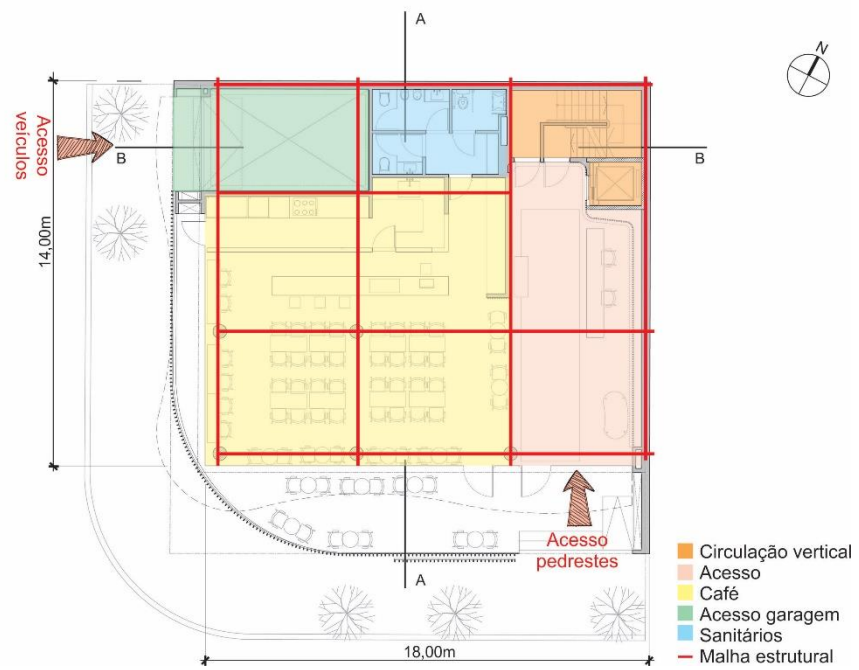 A
N
Acesso
veículos
B
B
14,00m
Acesso
pedrestes
A
18,00m
Circulação vertical
Acesso
Café
Acesso garagem
Sanitários
Malha estrutural